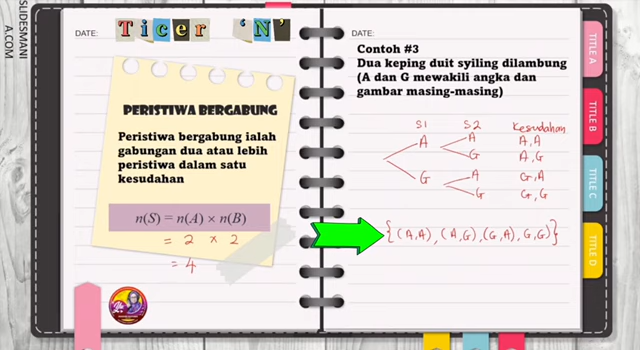 SLIDESMANI
A.COM
DATE:
Ticer 'N'
PERISTIWA BERGABUNG
Peristiwa bergabung ialah
gabungan dua atau lebih
peristiwa dalam satu
kesudahan
n(S) = n(A) × n(B)
= 2 × 2
= 4
DATE:
Contoh #3
Dua keping duit syiling dilambung
(A dan G mewakili angka dan
gambar masing-masing)
S1 S2 Kesudahan
A A A, A
G A, G
G A G, A
G G, G
{(A,A), (A,G), (G,A), G,G)}
TITLE A
TITLE B
TITLE C
TITLE D